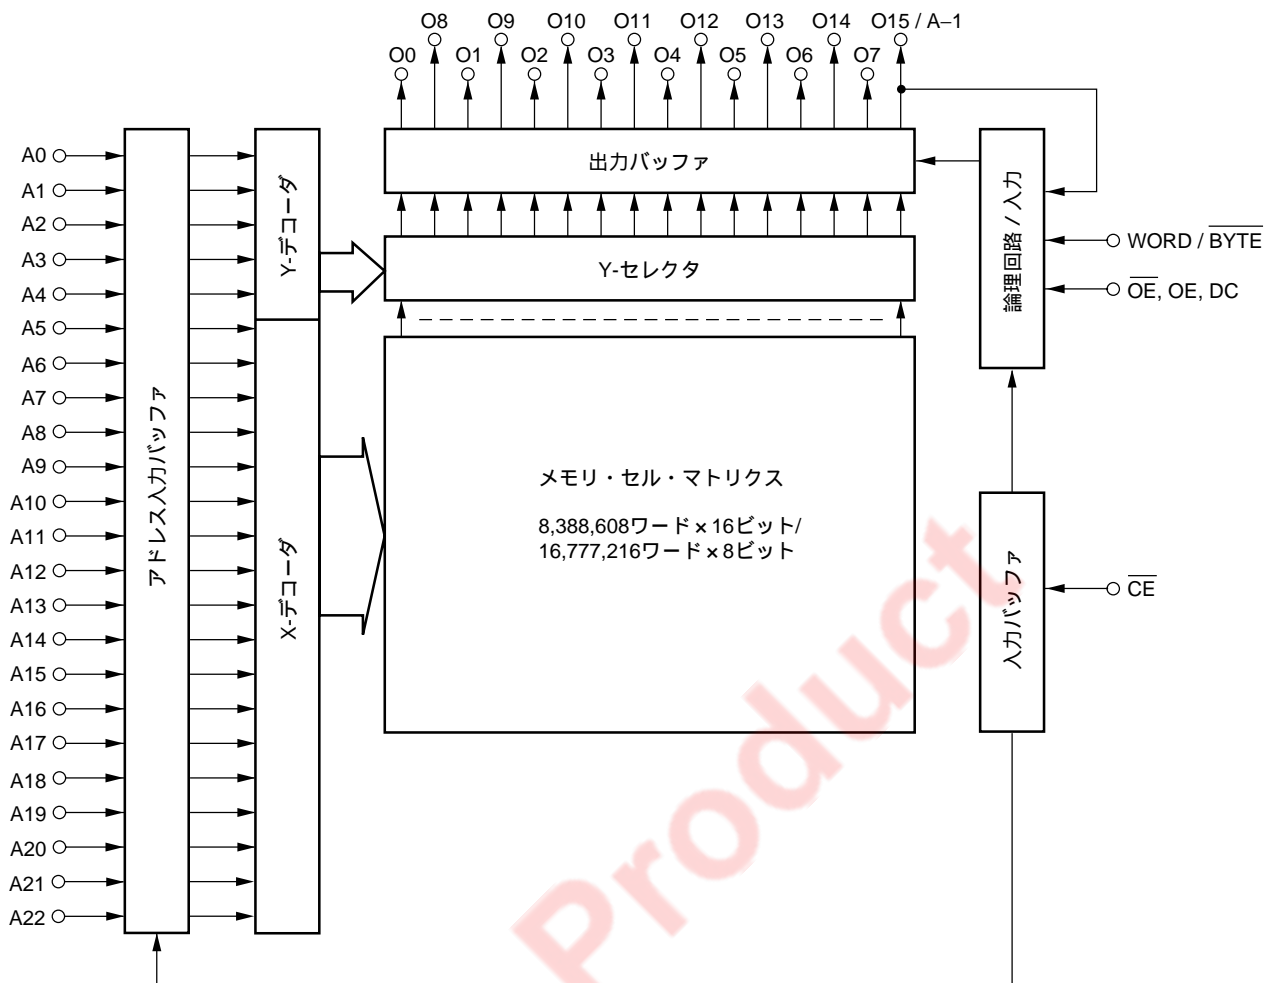 O8 O9 O10 O11 O12 O13 O14 O15 / A–1
O0 O1 O2 O3 O4 O5 O6 O7
A0
A1
A2
A3
A4
A5
A6
A7
A8
A9
A10
A11
A12
A13
A14
A15
A16
A17
A18
A19
A20
A21
A22
アドレス入力バッファ
Y-デコーダ
X-デコーダ
出力バッファ
Y-セレクタ
メモリ・セル・マトリクス
8,388,608ワード×16ビット/
16,777,216ワード×8ビット
論理回路 / 入力
WORD / BYTE
OE, OE, DC
入力バッファ
CE
Product